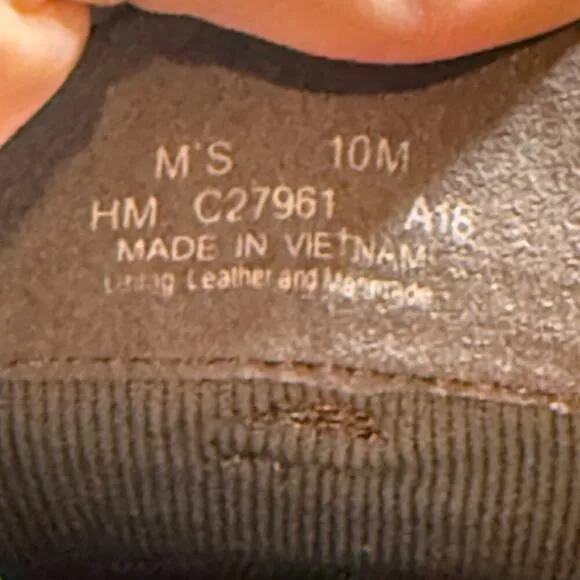 M'S 10M
HM C27961 A16
MADE IN VIETNAM
Lining Leather and Manmade